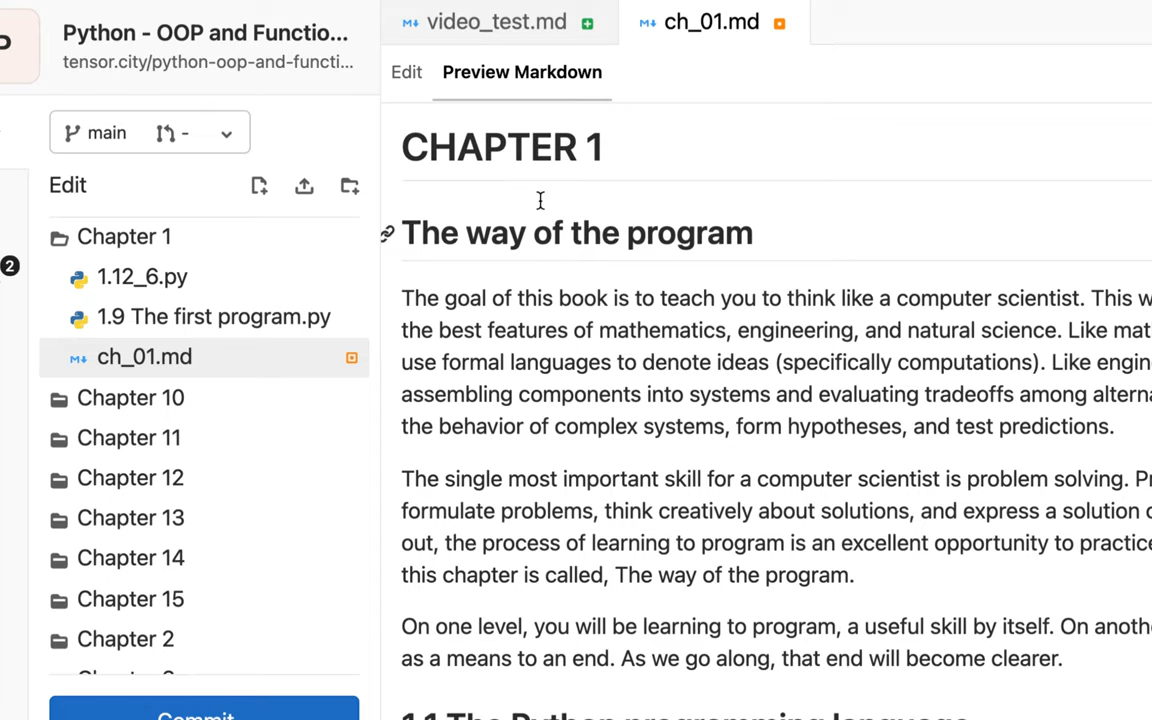 P
Python - OOP and Functio...
tensor.city/python-oop-and-functi...
main
-
Edit
2
Chapter 1
1.12_6.py
1.9 The first program.py
ch_01.md
Chapter 10
Chapter 11
Chapter 12
Chapter 13
Chapter 14
Chapter 15
Chapter 2
Commit
video_test.md
ch_01.md
Edit
Preview Markdown
CHAPTER 1
The way of the program
The goal of this book is to teach you to think like a computer scientist. This
the best features of mathematics, engineering, and natural science. Like
use formal languages to denote ideas (specifically computations). Like
assembling components into systems and evaluating tradeoffs among
the behavior of complex systems, form hypotheses, and test predictions.
The single most important skill for a computer scientist is problem solving.
formulate problems, think creatively about solutions, and express a solution
out, the process of learning to program is an excellent opportunity to practice
this chapter is called, The way of the program.
On one level, you will be learning to program, a useful skill by itself. On
as a means to an end. As we go along, that end will become clearer.
1.1 The Python programming language